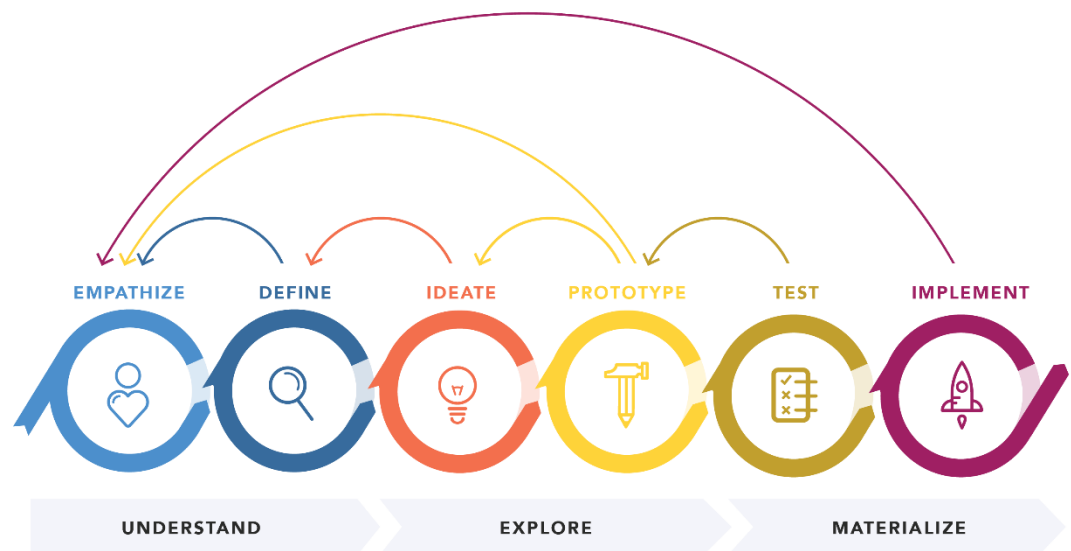 EMPATHIZE
DEFINE
IDEATE
PROTOTYPE
TEST
IMPLEMENT
UNDERSTAND
EXPLORE
MATERIALIZE